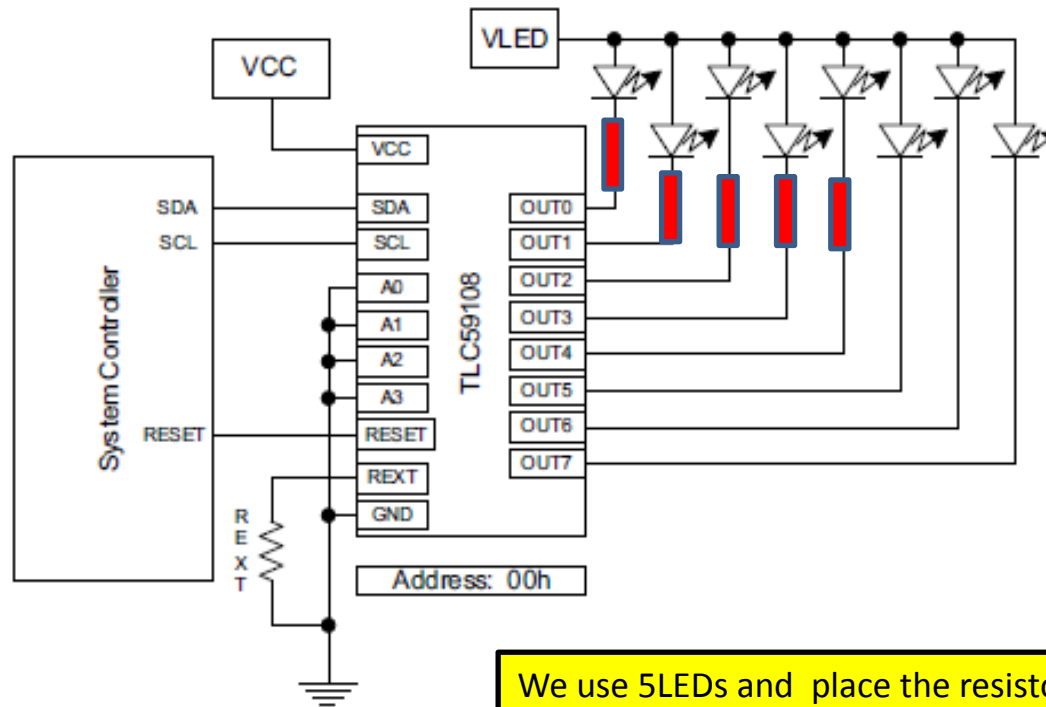 VLED
VCC
VCC
SDA
SDA
OUT0
SCL
SCL
OUT1
A0
OUT2
A1
OUT3
A2
OUT4
A3
OUT5
RESET
RESET
OUT6
REXT
OUT7
GND
System Controller
TLC59108
REXT
Address: 00h
We use 5LEDs and place the